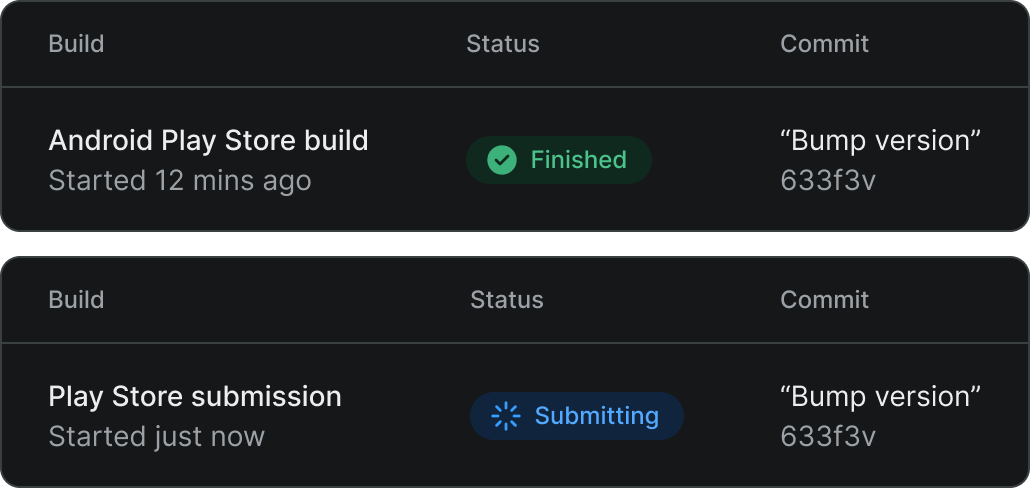 Build Status Commit
Android Play Store build Finished “Bump version”
Started 12 mins ago 633f3v
Build Status Commit
Play Store submission Submitting “Bump version”
Started just now 633f3v